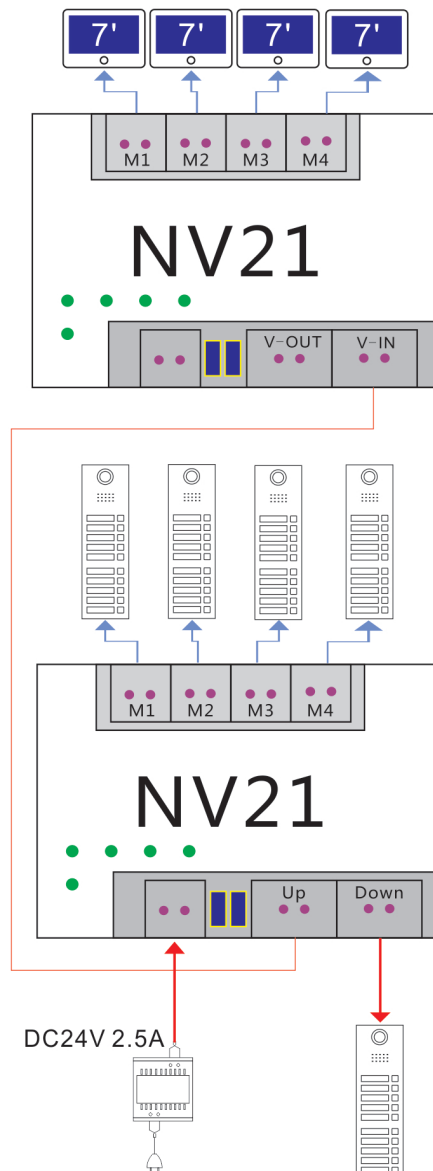 7' 7' 7' 7'
M1 M2 M3 M4
NV21
V-OUT V-IN
M1 M2 M3 M4
NV21
Up Down
DC24V 2.5A